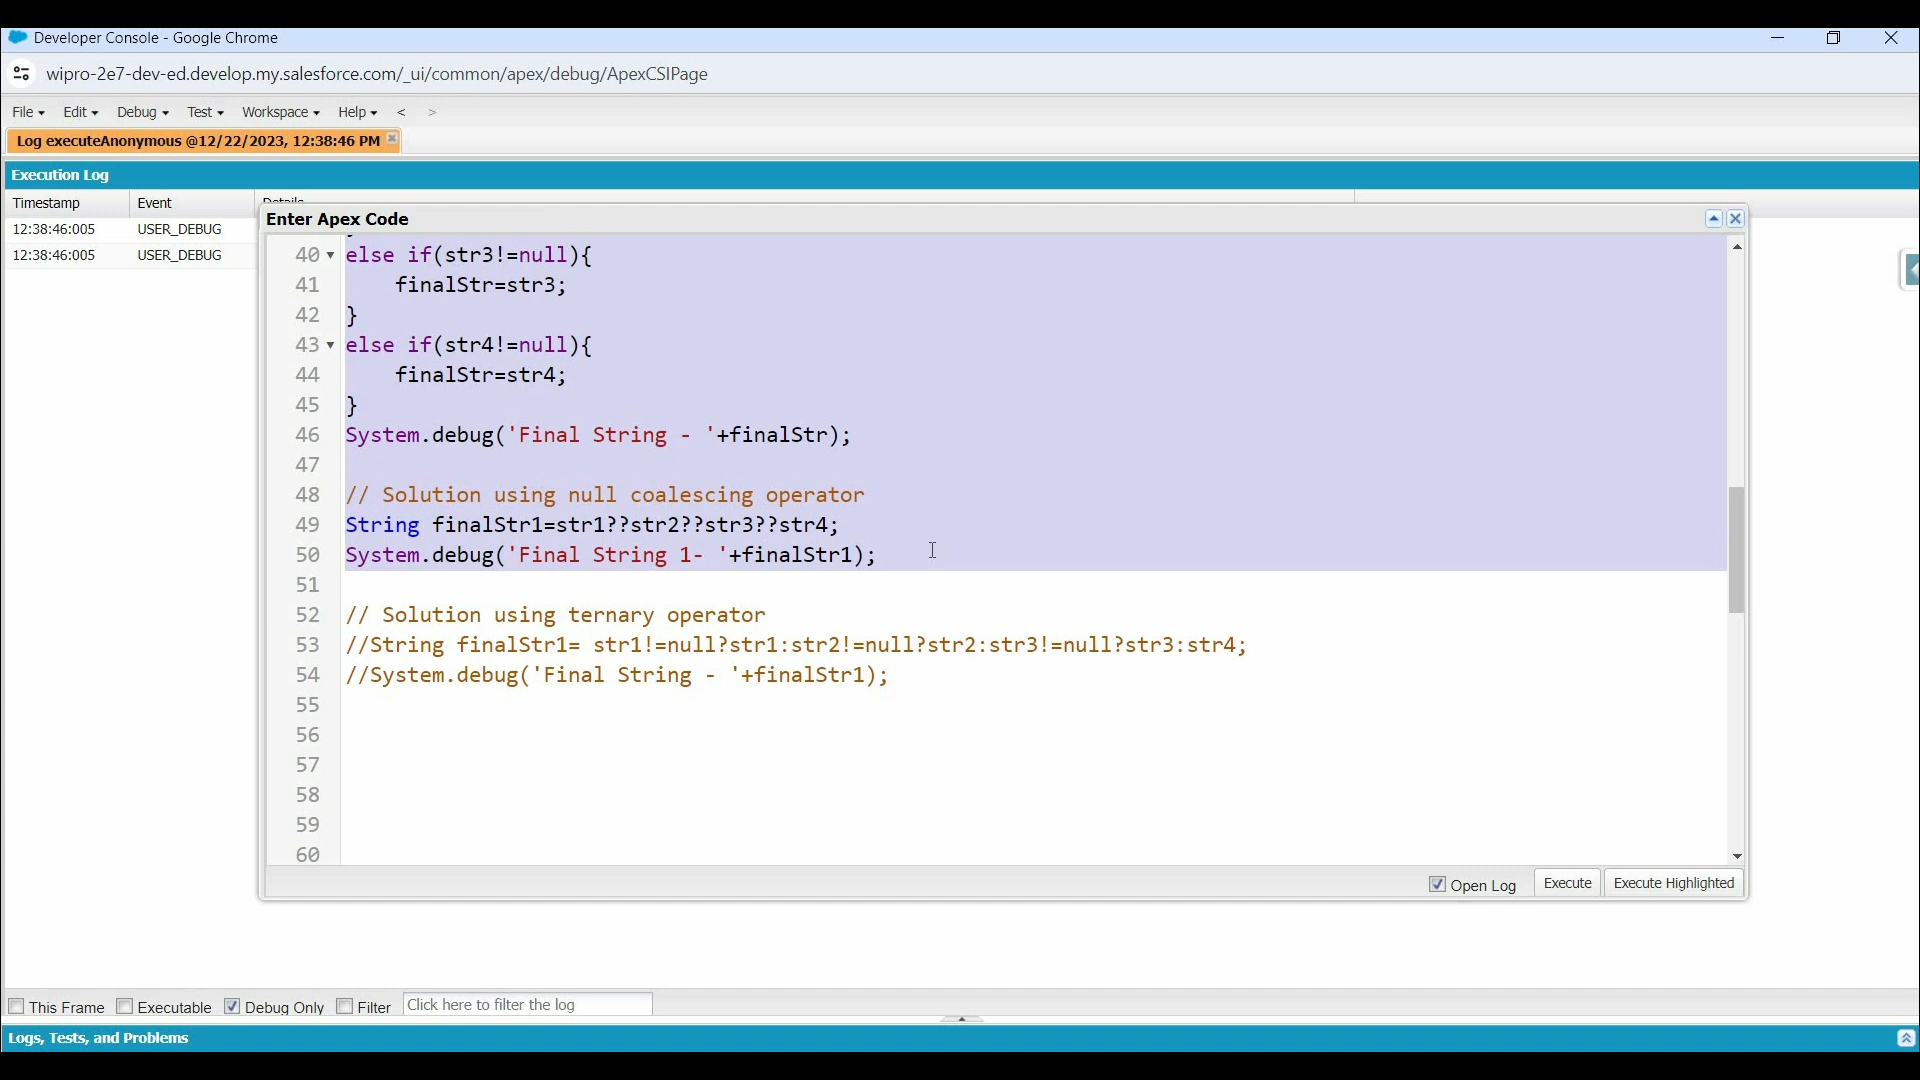 Developer Console - Google Chrome
wipro-2e7-dev-ed.develop.my.salesforce.com/_ui/common/apex/debug/ApexCSIPage
File Edit Debug Test Workspace Help < >
Log executeAnonymous @12/22/2023, 12:38:46 PM
Execution Log
Timestamp Event Details
12:38:46:005 USER_DEBUG
12:38:46:005 USER_DEBUG
Enter Apex Code
40 else if(str3!=null){
41 finalStr=str3;
42 }
43 else if(str4!=null){
44 finalStr=str4;
45 }
46 System.debug('Final String - '+finalStr);
47
48 // Solution using null coalescing operator
49 String finalStr1=str1??str2??str3??str4;
50 System.debug('Final String 1- '+finalStr1);
51
52 // Solution using ternary operator
53 //String finalStr1= str1!=null?str1:str2!=null?str2:str3!=null?str3:str4;
54 //System.debug('Final String - '+finalStr1);
55
56
57
58
59
60
Open Log Execute Execute Highlighted
This Frame Executable Debug Only Filter Click here to filter the log
Logs, Tests, and Problems